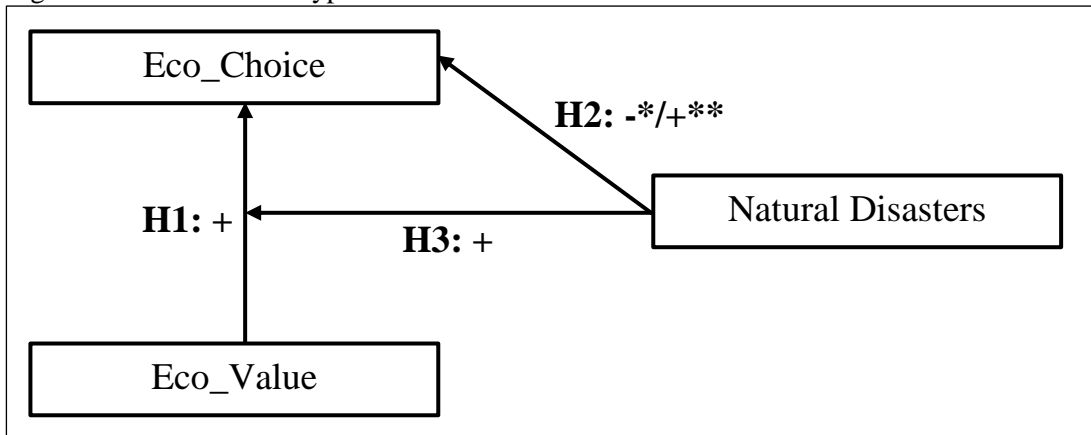 Eco_Choice
H2: -*/+**
Natural Disasters
H1: +
H3: +
Eco_Value